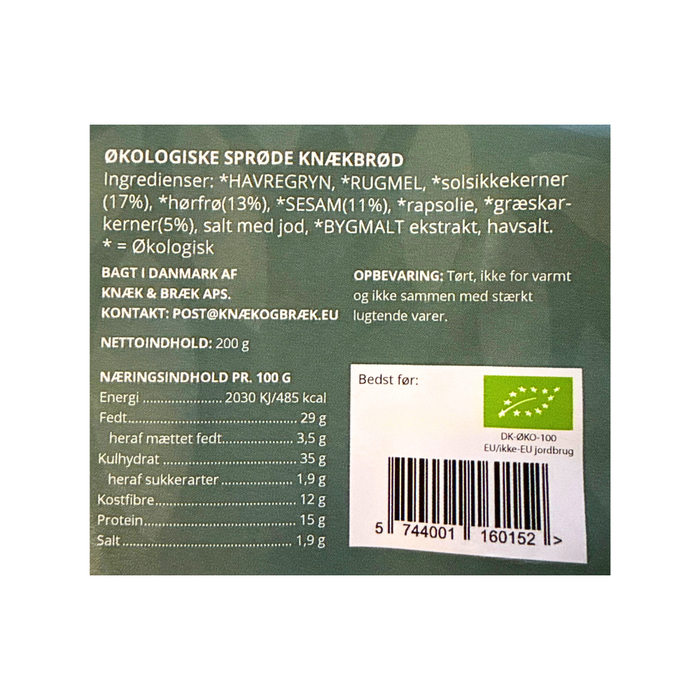 ØKOLOGISKE SPRØDE KNÆKBRØD
Ingredienser: *HAVREGRYN, *RUGMEL, *solsikkekerner
(17%), *hørfrø(13%), *SESAM(11%), *rapsolie, *græskar-
kerner(5%), salt med jod, *BYGMALT ekstrakt, havsalt.
* = Økologisk
BAGT I DANMARK AF
KNÆK & BRÆK APS.
KONTAKT: POST@KNÆKOGBRÆK.EU
NETTOINDHOLD: 200 g
OPBEVARING: Tørt, ikke for varmt
og ikke sammen med stærkt
lugtende varer.
NÆRINGSINDHOLD PR. 100 G
Energi ..................... 2030 KJ/485 kcal
Fedt............................................. 29 g
heraf mættet fedt................... 3,5 g
Kulhydrat ..................................... 35 g
heraf sukkerarter ................... 1,9 g
Kostfibre...................................... 12 g
Protein......................................... 15 g
Salt.............................................. 1,9 g
Bedst før:
DK-ØKO-100
EU/ikke-EU jordbrug
5 744001 160152 >